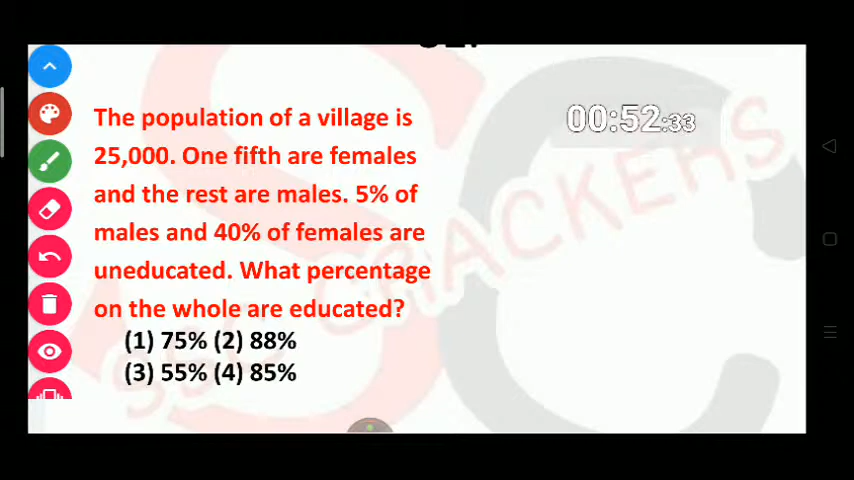 00:52:33
The population of a village is
25,000. One fifth are females
and the rest are males. 5% of
males and 40% of females are
uneducated. What percentage
on the whole are educated?
(1) 75% (2) 88%
(3) 55% (4) 85%
SSC CRACKERS